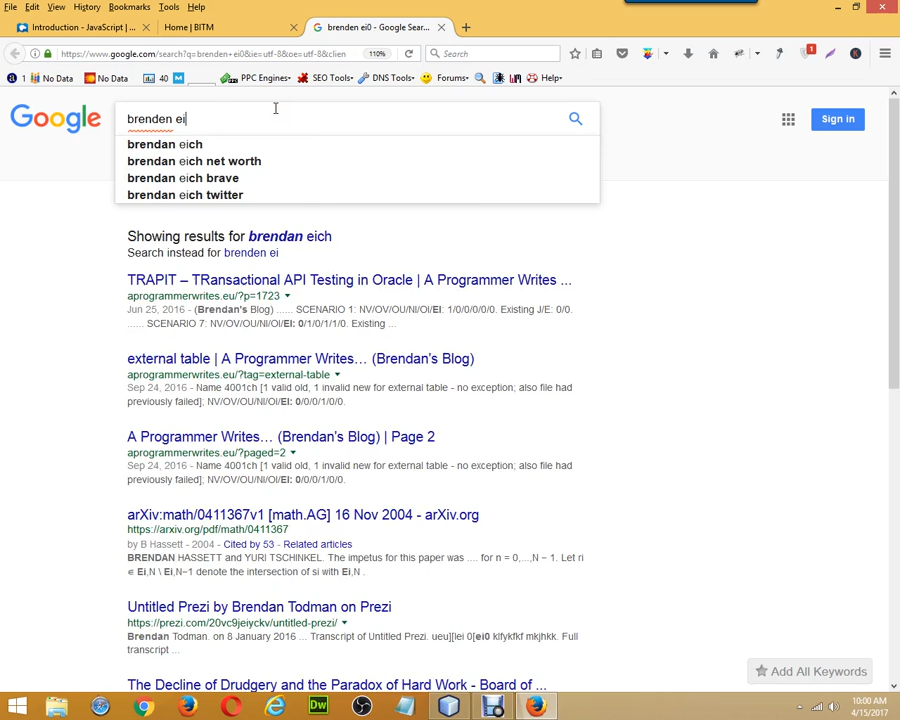 File Edit View History Bookmarks Tools Help
Introduction - JavaScript | ... Home | BITM brenden ei0 - Google Sear...
https://www.google.com/search?q=brenden+ei0&ie=utf-8&oe=utf-8&clien 110% Search
1 No Data No Data 40 PPC Engines SEO Tools DNS Tools Forums Help
Google
brenden ei
Sign in
brendan eich
brendan eich net worth
brendan eich brave
brendan eich twitter
Showing results for brendan eich
Search instead for brenden ei
TRAPIT – TRansactional API Testing in Oracle | A Programmer Writes ...
aprogrammerwrites.eu/?p=1723
Jun 25, 2016 - (Brendan's Blog) ...... SCENARIO 1: NV/OV/OU/NI/OI/EI: 1/0/0/0/0/0. Existing J/E: 0/0.
...... SCENARIO 7: NV/OV/OU/NI/OI/EI: 0/1/0/1/1/0. Existing ...
external table | A Programmer Writes… (Brendan's Blog)
aprogrammerwrites.eu/?tag=external-table
Sep 24, 2016 - Name 4001ch [1 valid old, 1 invalid new for external table - no exception; also file had
previously failed]; NV/OV/OU/NI/OI/EI: 0/0/0/1/0/0.
A Programmer Writes… (Brendan's Blog) | Page 2
aprogrammerwrites.eu/?paged=2
Sep 24, 2016 - Name 4001ch [1 valid old, 1 invalid new for external table - no exception; also file had
previously failed]; NV/OV/OU/NI/OI/EI: 0/0/0/1/0/0.
arXiv:math/0411367v1 [math.AG] 16 Nov 2004 - arXiv.org
https://arxiv.org/pdf/math/0411367
by B Hassett - 2004 - Cited by 53 - Related articles
BRENDAN HASSETT and YURI TSCHINKEL. The impetus for this paper was .... for n = 0,...,N − 1. Let ri
∈ Ei,N \ Ei,N−1 denote the intersection of si with Ei,N .
Untitled Prezi by Brendan Todman on Prezi
https://prezi.com/20vc9jeiyckv/untitled-prezi/
Brendan Todman. on 8 January 2016 ... Transcript of Untitled Prezi. ueu][lei 0[ei0 klfykfkf mkjhkk. Full
transcript ...
Add All Keywords
The Decline of Drudgery and the Paradox of Hard Work - Board of ...
10:00 AM
4/15/2017